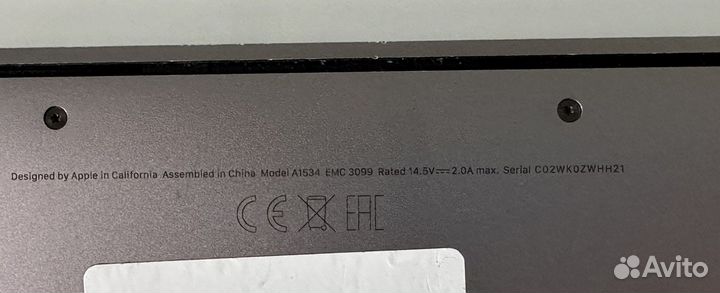 Designed by Apple in California Assembled in China Model A1534 EMC 3099 Rated 14.5V⎓2.0A max. Serial C02WK0ZWHH21
CE EAC
Avito